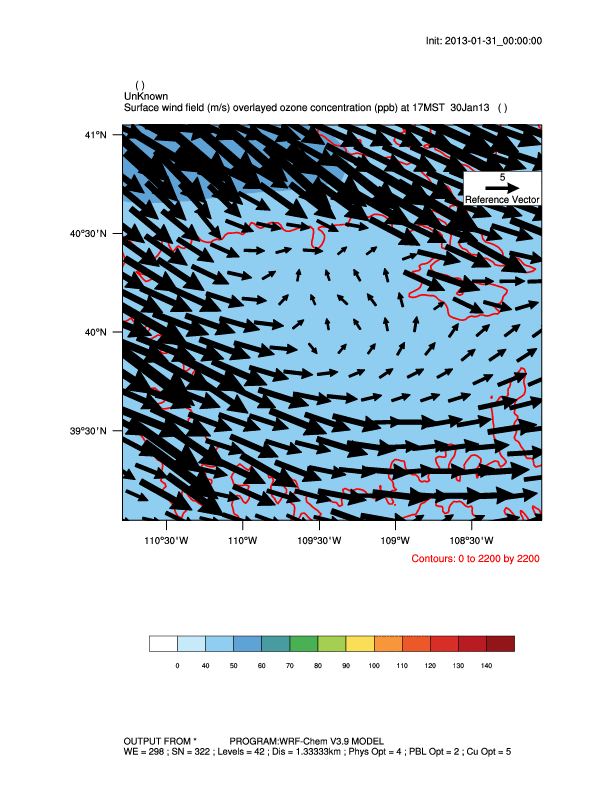 Init: 2013-01-31_00:00:00
( )
UnKnown
Surface wind field (m/s) overlayed ozone concentration (ppb) at 17MST 30Jan13 ( )
41°N
5
Reference Vector
40°30'N
40°N
39°30'N
110°30'W 110°W 109°30'W 109°W 108°30'W
Contours: 0 to 2200 by 2200
0 40 50 60 70 80 90 100 110 120 130 140
OUTPUT FROM * PROGRAM:WRF-Chem V3.9 MODEL
WE = 298 ; SN = 322 ; Levels = 42 ; Dis = 1.33333km ; Phys Opt = 4 ; PBL Opt = 2 ; Cu Opt = 5